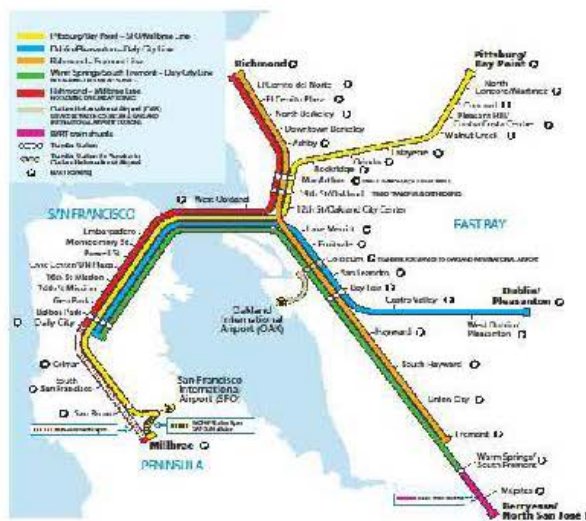 Pittsburg/Bay Point – SFO/Millbrae Line
Dublin/Pleasanton – Daly City Line
Richmond – Fremont Line
Warm Springs/South Fremont – Daly City Line
Richmond – Millbrae Line
BART train shuttle
Transfer Station
Richmond
El Cerrito del Norte
El Cerrito Plaza
North Berkeley
Downtown Berkeley
Ashby
Pittsburg/
Bay Point
North
Concord/Martinez
Concord
Pleasant Hill/
Contra Costa Centre
Walnut Creek
Lafayette
Orinda
Rockridge
MacArthur
19th St/Oakland
12th St/Oakland City Center
EAST BAY
West Oakland
SAN FRANCISCO
Embarcadero
Montgomery St
Powell St
Civic Center/UN Plaza
16th St Mission
24th St Mission
Glen Park
Balboa Park
Daly City
Lake Merritt
Fruitvale
Coliseum
San Leandro
Bay Fair
Castro Valley
Dublin/
Pleasanton
West Dublin/
Pleasanton
Oakland
International
Airport (OAK)
Hayward
South Hayward
Union City
Fremont
Warm Springs/
South Fremont
Milpitas
Berryessa/
North San José
Colma
South
San Francisco
San Bruno
San Francisco
International
Airport (SFO)
Millbrae
PENINSULA